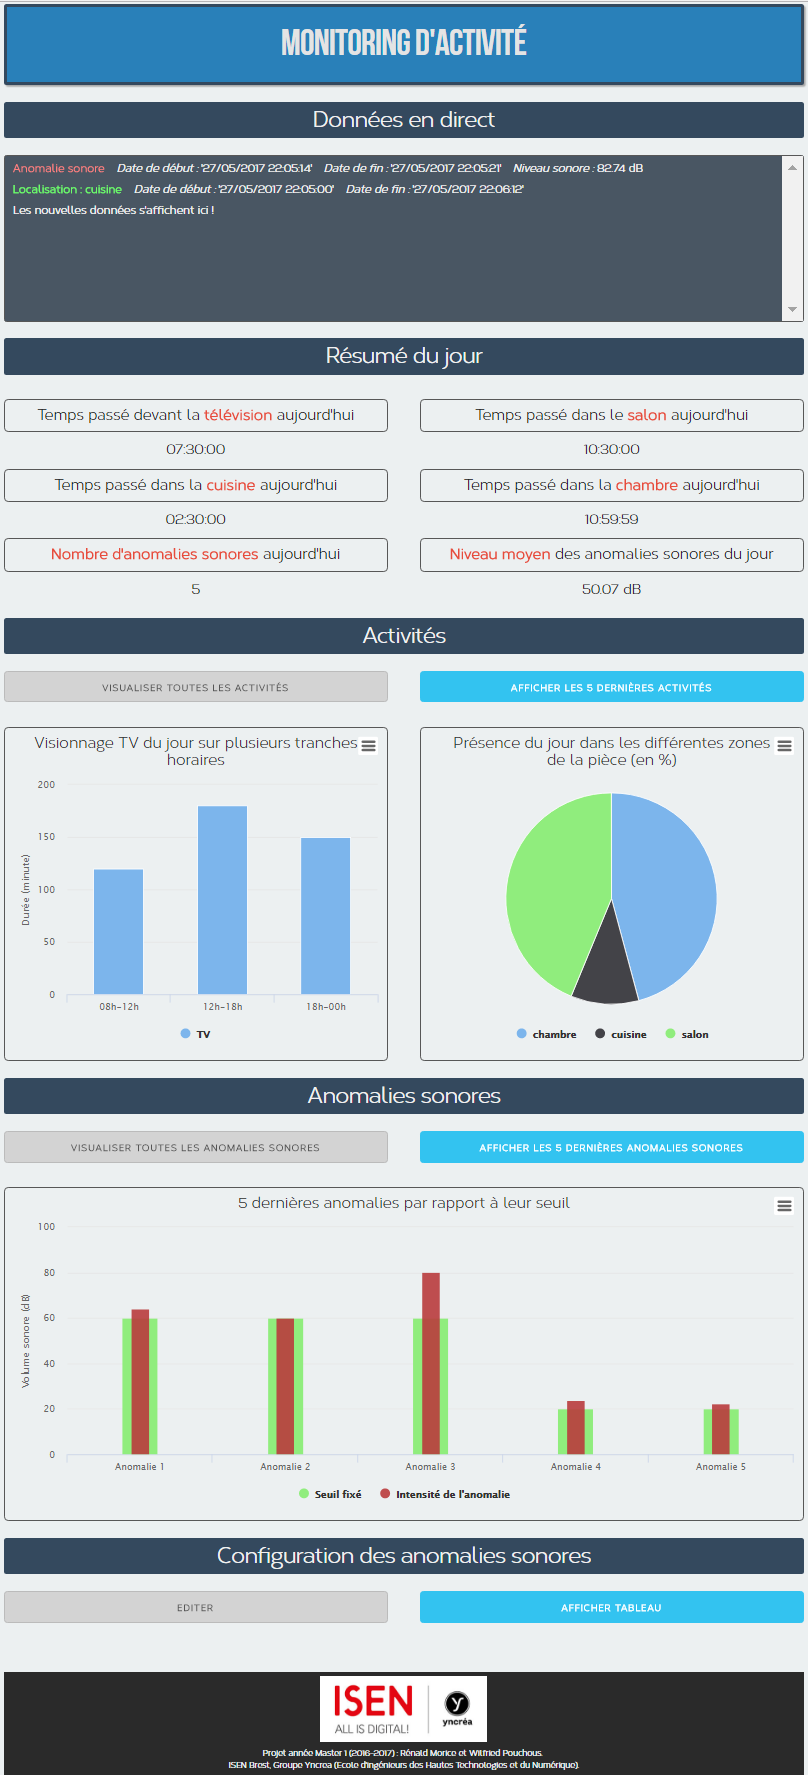 MONITORING D'ACTIVITÉ
Données en direct
Anomalie sonore Date de début : '27/05/2017 22:05:14' Date de fin : '27/05/2017 22:05:21' Niveau sonore : 82.74 dB
Localisation : cuisine Date de début : '27/05/2017 22:05:00' Date de fin : '27/05/2017 22:06:12'
Les nouvelles données s'affichent ici !
Résumé du jour
Temps passé devant la télévision aujourd'hui
Temps passé dans le salon aujourd'hui
07:30:00
10:30:00
Temps passé dans la cuisine aujourd'hui
Temps passé dans la chambre aujourd'hui
02:30:00
10:59:59
Nombre d'anomalies sonores aujourd'hui
Niveau moyen des anomalies sonores du jour
5
50.07 dB
Activités
VISUALISER TOUTES LES ACTIVITÉS
AFFICHER LES 5 DERNIÈRES ACTIVITÉS
Visionnage TV du jour sur plusieurs tranches
horaires
200
150
100
50
0
Durée (minute)
08h-12h
12h-18h
18h-00h
TV
Présence du jour dans les différentes zones
de la pièce (en %)
chambre
cuisine
salon
Anomalies sonores
VISUALISER TOUTES LES ANOMALIES SONORES
AFFICHER LES 5 DERNIÈRES ANOMALIES SONORES
5 dernières anomalies par rapport à leur seuil
100
80
60
40
20
0
Volume sonore (dB)
Anomalie 1
Anomalie 2
Anomalie 3
Anomalie 4
Anomalie 5
Seuil fixé
Intensité de l'anomalie
Configuration des anomalies sonores
EDITER
AFFICHER TABLEAU
ISEN
ALL IS DIGITAL!
y
yncréa
Projet année Master 1 (2016-2017) : Rénald Morice et Wilfried Pouchous.
ISEN Brest, Groupe Yncrea (Ecole d'ingénieurs des Hautes Technologies et du Numérique).